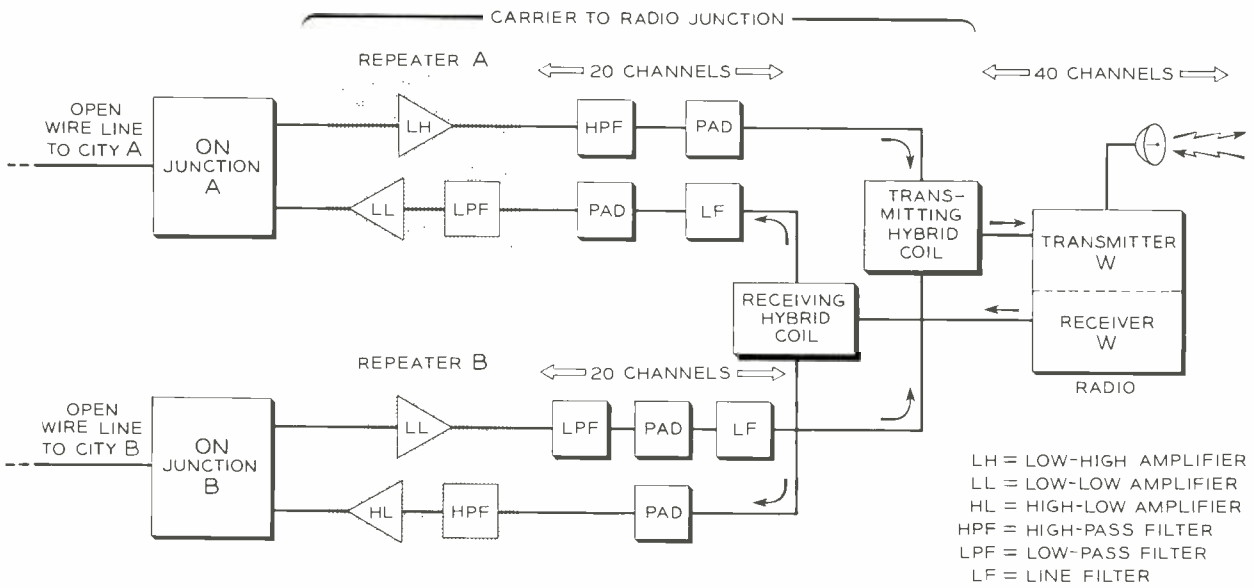 CARRIER TO RADIO JUNCTION
REPEATER A
20 CHANNELS
40 CHANNELS
OPEN
WIRE LINE
TO CITY A
ON
JUNCTION
A
LH
HPF
PAD
LL
LPF
PAD
LF
TRANS-
MITTING
HYBRID
COIL
TRANSMITTER
W
RECEIVING
HYBRID
COIL
RECEIVER
W
RADIO
REPEATER B
20 CHANNELS
OPEN
WIRE LINE
TO CITY B
ON
JUNCTION
B
LL
LPF
PAD
LF
HL
HPF
PAD
LH = LOW-HIGH AMPLIFIER
LL = LOW-LOW AMPLIFIER
HL = HIGH-LOW AMPLIFIER
HPF = HIGH-PASS FILTER
LPF = LOW-PASS FILTER
LF = LINE FILTER